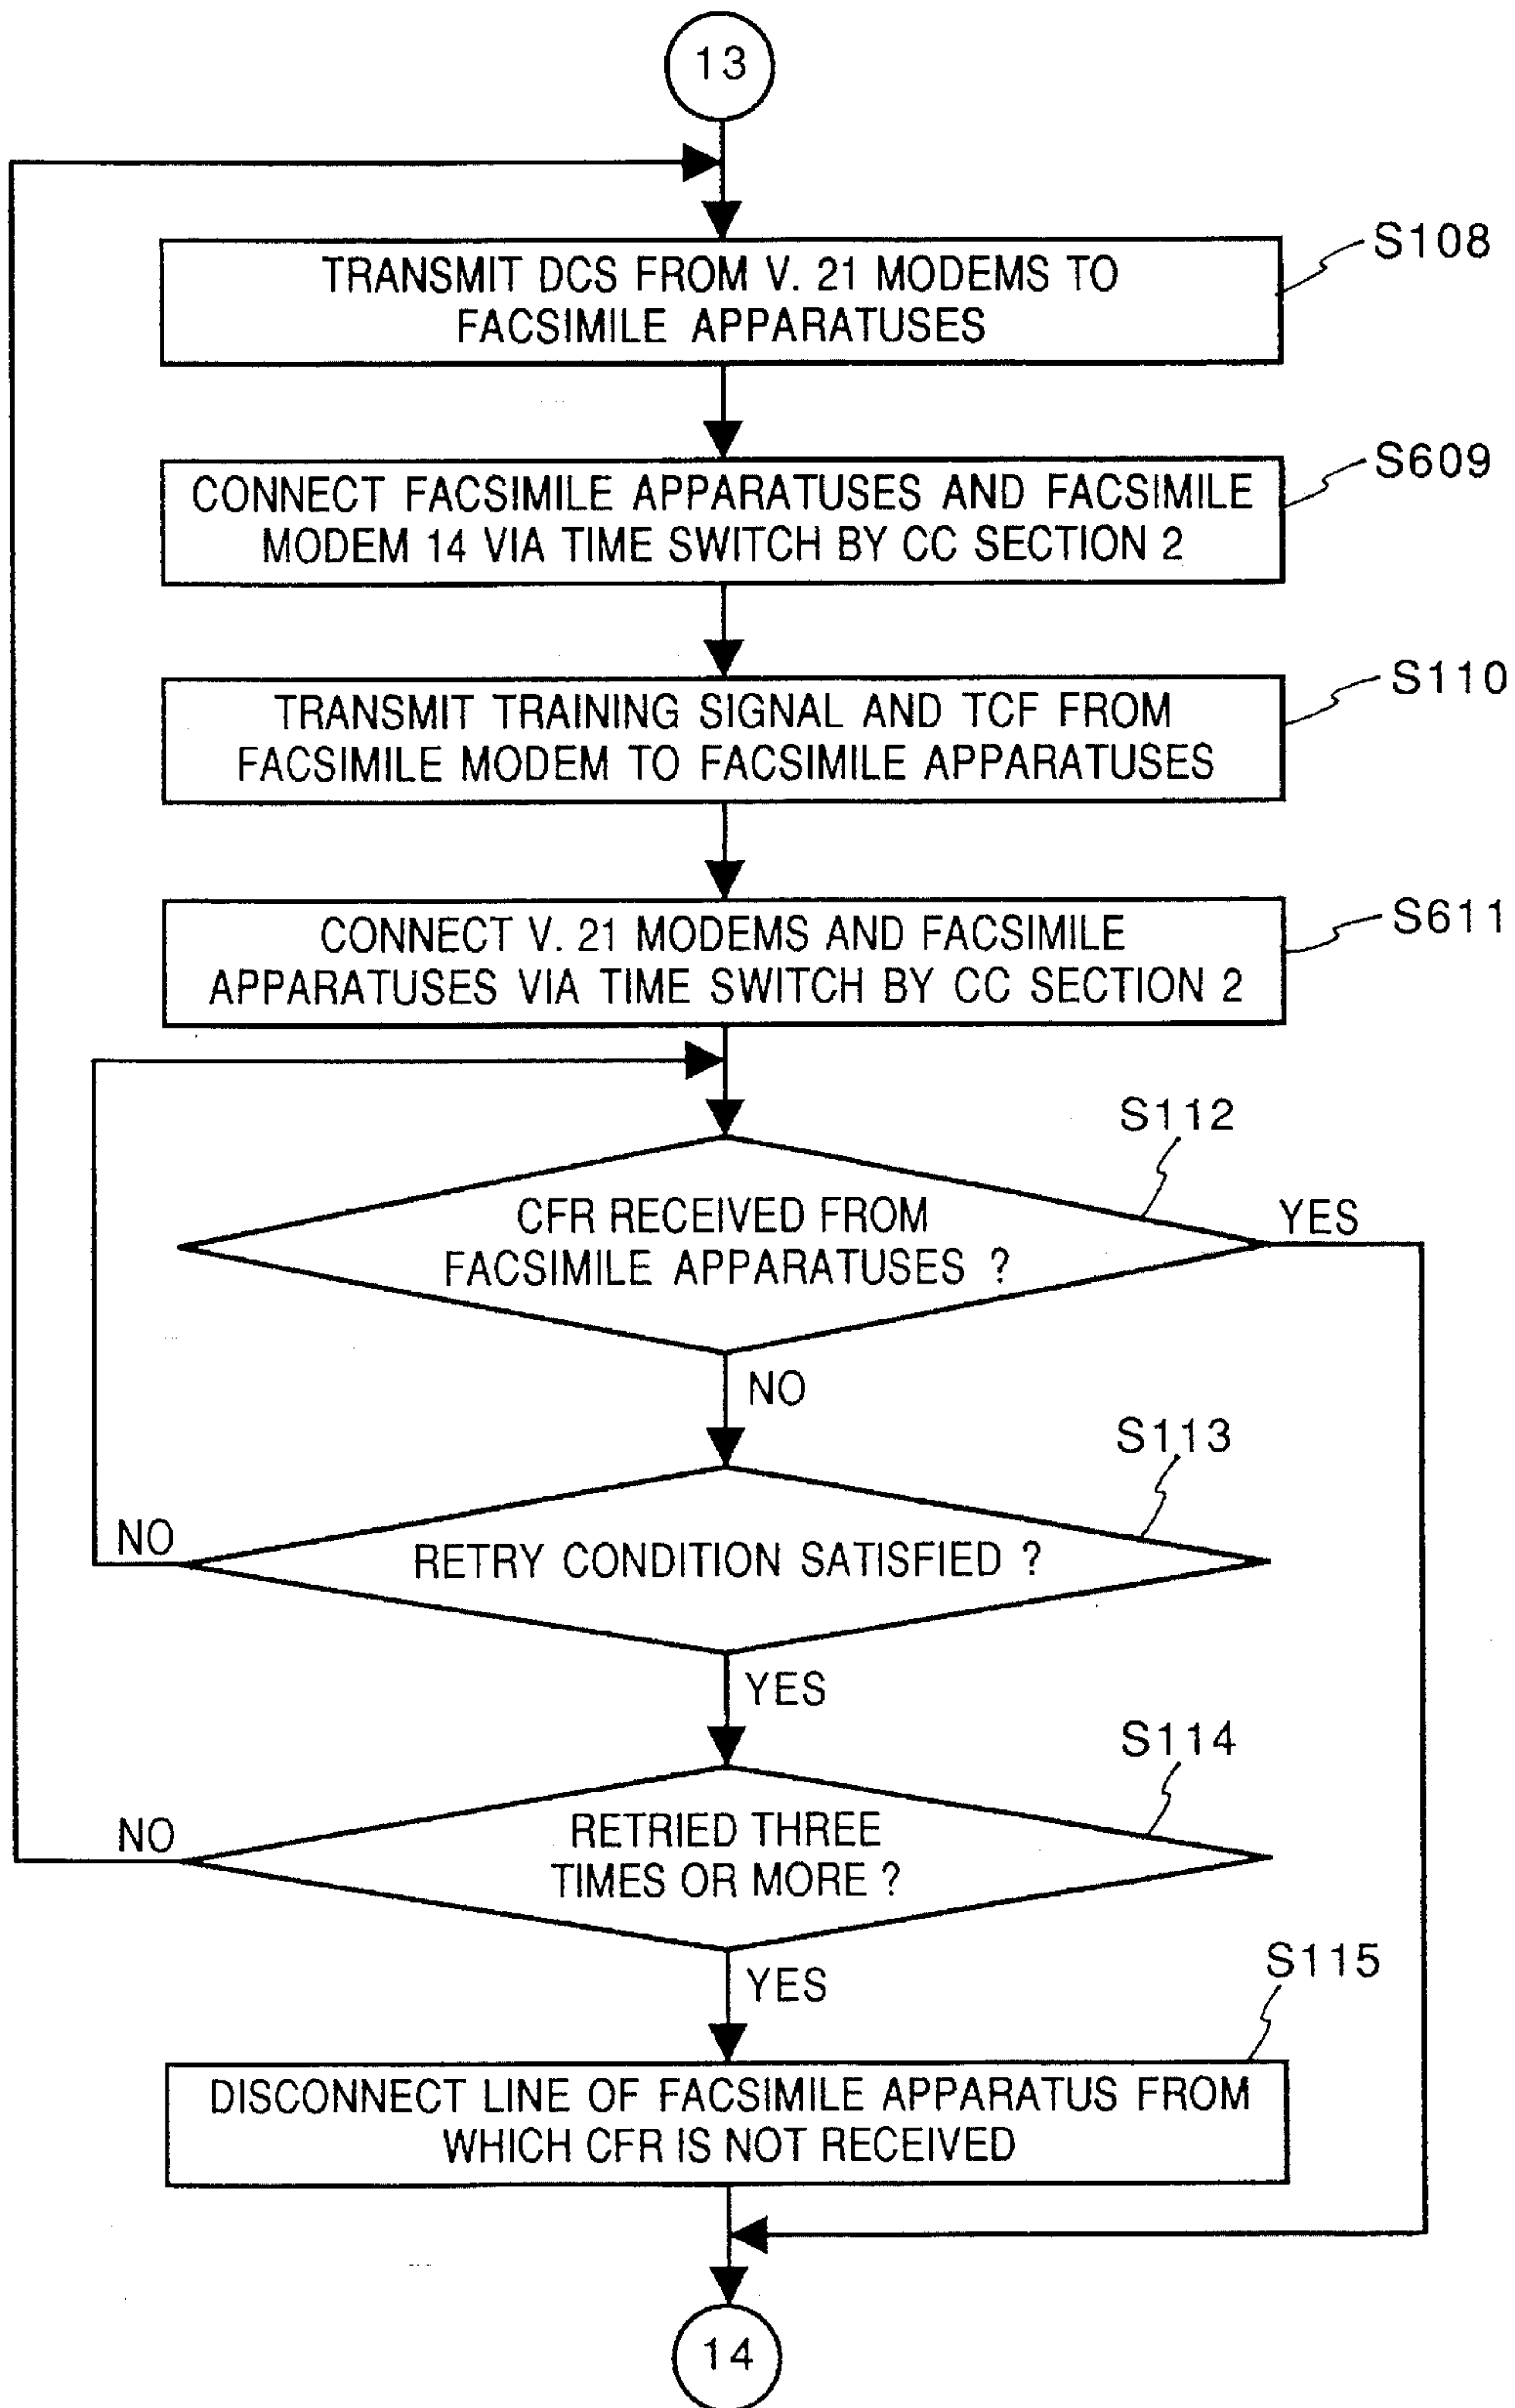 13
S108
TRANSMIT DCS FROM V. 21 MODEMS TO
FACSIMILE APPARATUSES
S609
CONNECT FACSIMILE APPARATUSES AND FACSIMILE
MODEM 14 VIA TIME SWITCH BY CC SECTION 2
S110
TRANSMIT TRAINING SIGNAL AND TCF FROM
FACSIMILE MODEM TO FACSIMILE APPARATUSES
S611
CONNECT V. 21 MODEMS AND FACSIMILE
APPARATUSES VIA TIME SWITCH BY CC SECTION 2
S112
CFR RECEIVED FROM
FACSIMILE APPARATUSES ?
YES
NO
S113
NO
RETRY CONDITION SATISFIED ?
YES
S114
NO
RETRIED THREE
TIMES OR MORE ?
YES
S115
DISCONNECT LINE OF FACSIMILE APPARATUS FROM
WHICH CFR IS NOT RECEIVED
14